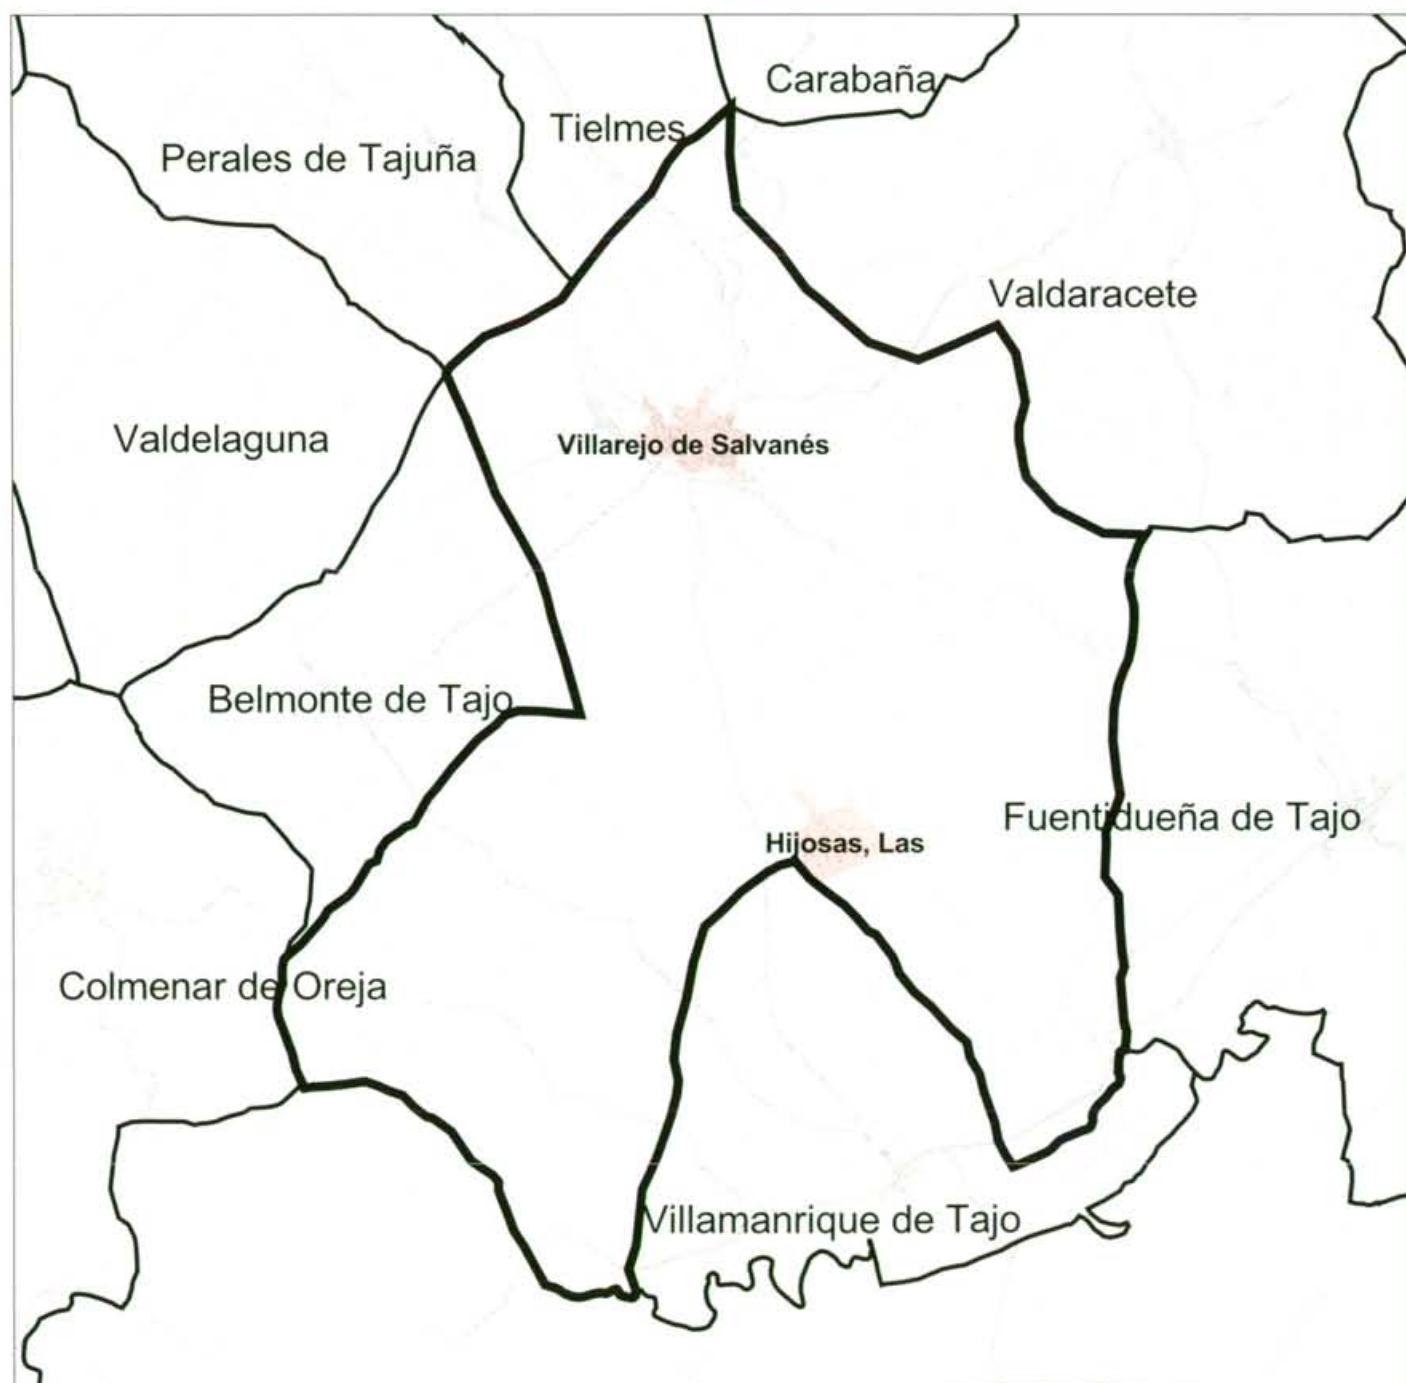 Carabaña
Tielmes
Perales de Tajuña
Valdaracete
Valdelaguna
Villarejo de Salvanés
Belmonte de Tajo
Fuentidueña de Tajo
Hijosas, Las
Colmenar de Oreja
Villamanrique de Tajo